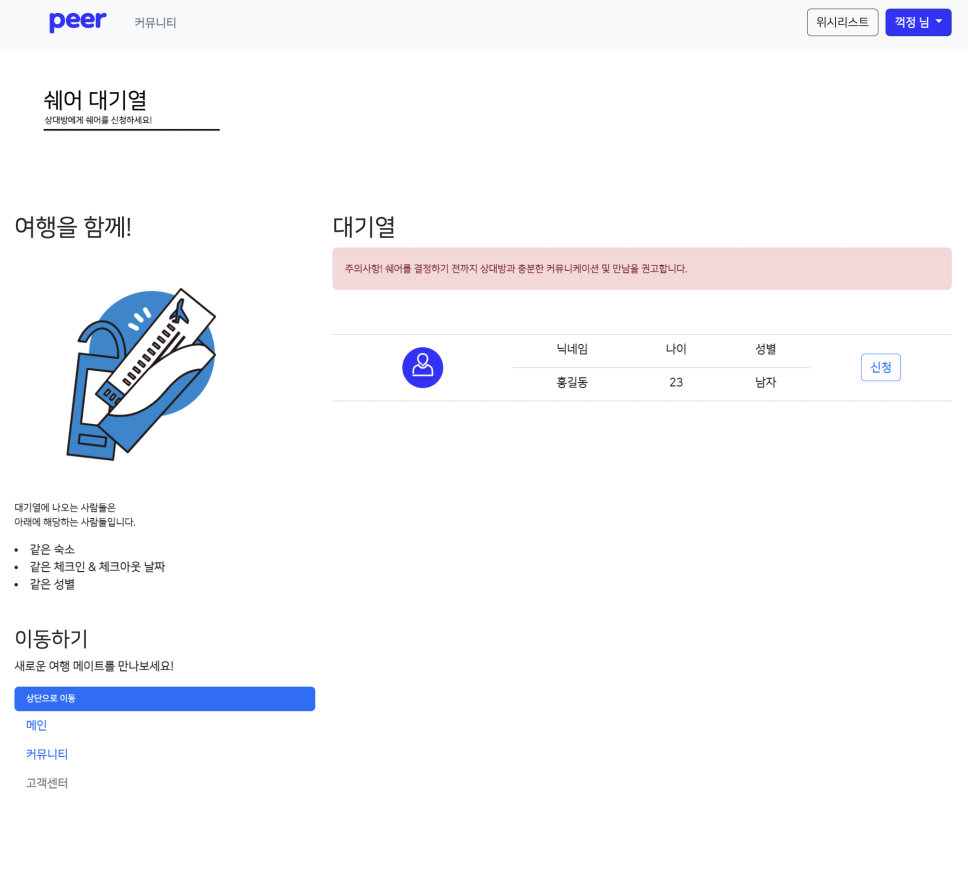 peer
커뮤니티
위시리스트
꺽정 님
쉐어 대기열
상대방에게 쉐어를 신청하세요!
여행을 함께!
대기열에 나오는 사람들은
아래에 해당하는 사람들입니다.
같은 숙소
같은 체크인 & 체크아웃 날짜
같은 성별
이동하기
새로운 여행 메이트를 만나보세요!
상단으로 이동
메인
커뮤니티
고객센터
대기열
주의사항! 쉐어를 결정하기 전까지 상대방과 충분한 커뮤니케이션 및 만남을 권고합니다.
닉네임 나이 성별
홍길동 23 남자
신청